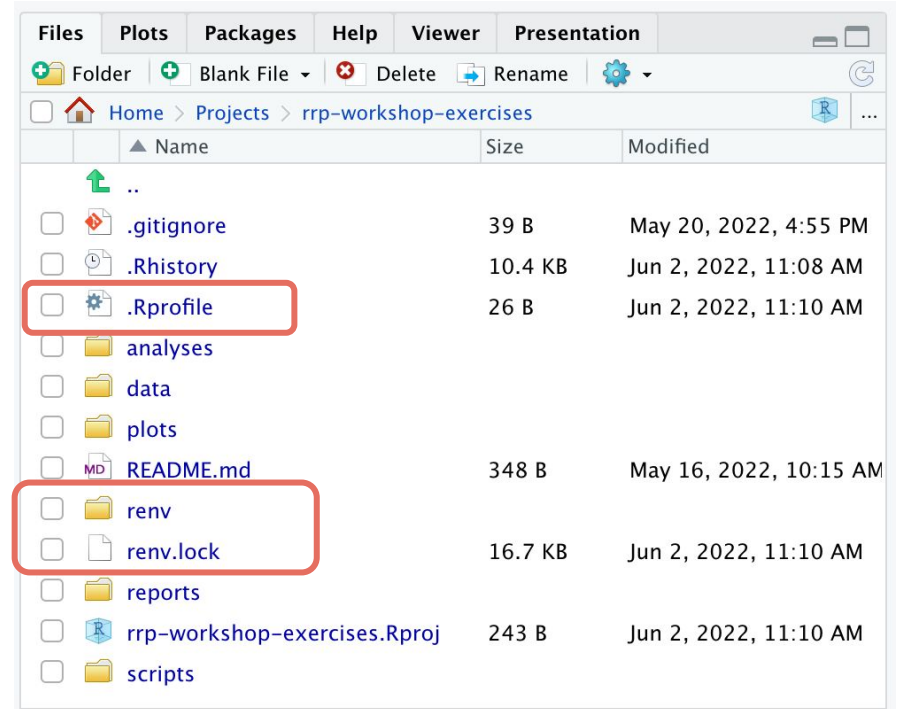 Files Plots Packages Help Viewer Presentation
Folder Blank File Delete Rename
Home > Projects > rrp-workshop-exercises R ...
Name Size Modified
..
.gitignore 39 B May 20, 2022, 4:55 PM
.Rhistory 10.4 KB Jun 2, 2022, 11:08 AM
.Rprofile 26 B Jun 2, 2022, 11:10 AM
analyses
data
plots
MD README.md 348 B May 16, 2022, 10:15 AM
renv
renv.lock 16.7 KB Jun 2, 2022, 11:10 AM
reports
R rrp-workshop-exercises.Rproj 243 B Jun 2, 2022, 11:10 AM
scripts